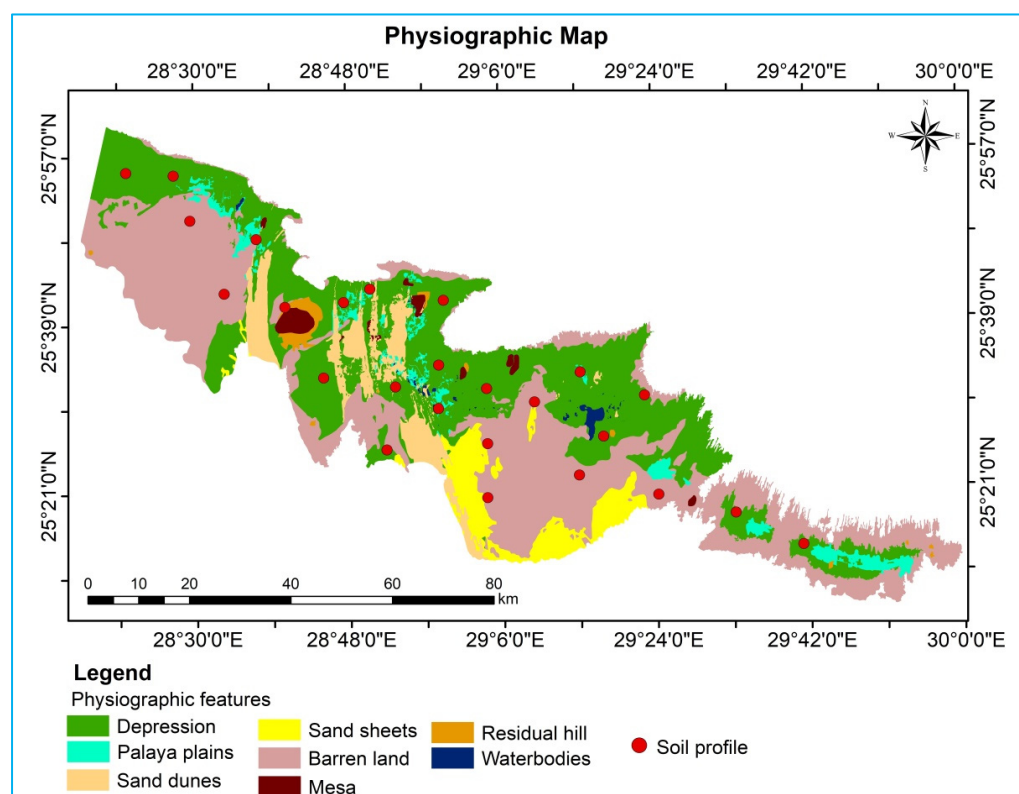 Physiographic Map
28°30'0"E 28°48'0"E 29°6'0"E 29°24'0"E 29°42'0"E 30°0'0"E
N
W E
S
25°57'0"N 25°57'0"N
25°39'0"N 25°39'0"N
25°21'0"N 25°21'0"N
0 10 20 40 60 80
km
28°30'0"E 28°48'0"E 29°6'0"E 29°24'0"E 29°42'0"E 30°0'0"E
Legend
Physiographic features
Depression Sand sheets Residual hill
Palaya plains Barren land Waterbodies Soil profile
Sand dunes Mesa